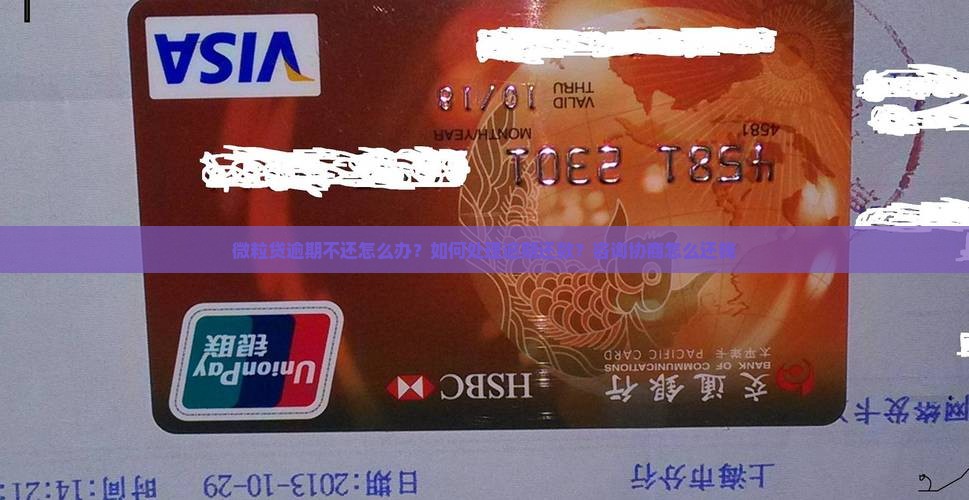 上海市分行 日期:2013-10-29 时间:14:21:
交通銀行 HSBC
BANK OF COMMUNICATIONS
太平洋卡 PACIFIC CARD
UnionPay
银联
微粒贷逾期不还怎么办？如何处理逾期还款？咨询协商怎么还钱
4581 2301
4581
MONTH/YEAR
VALID THRU 10/18
VISA